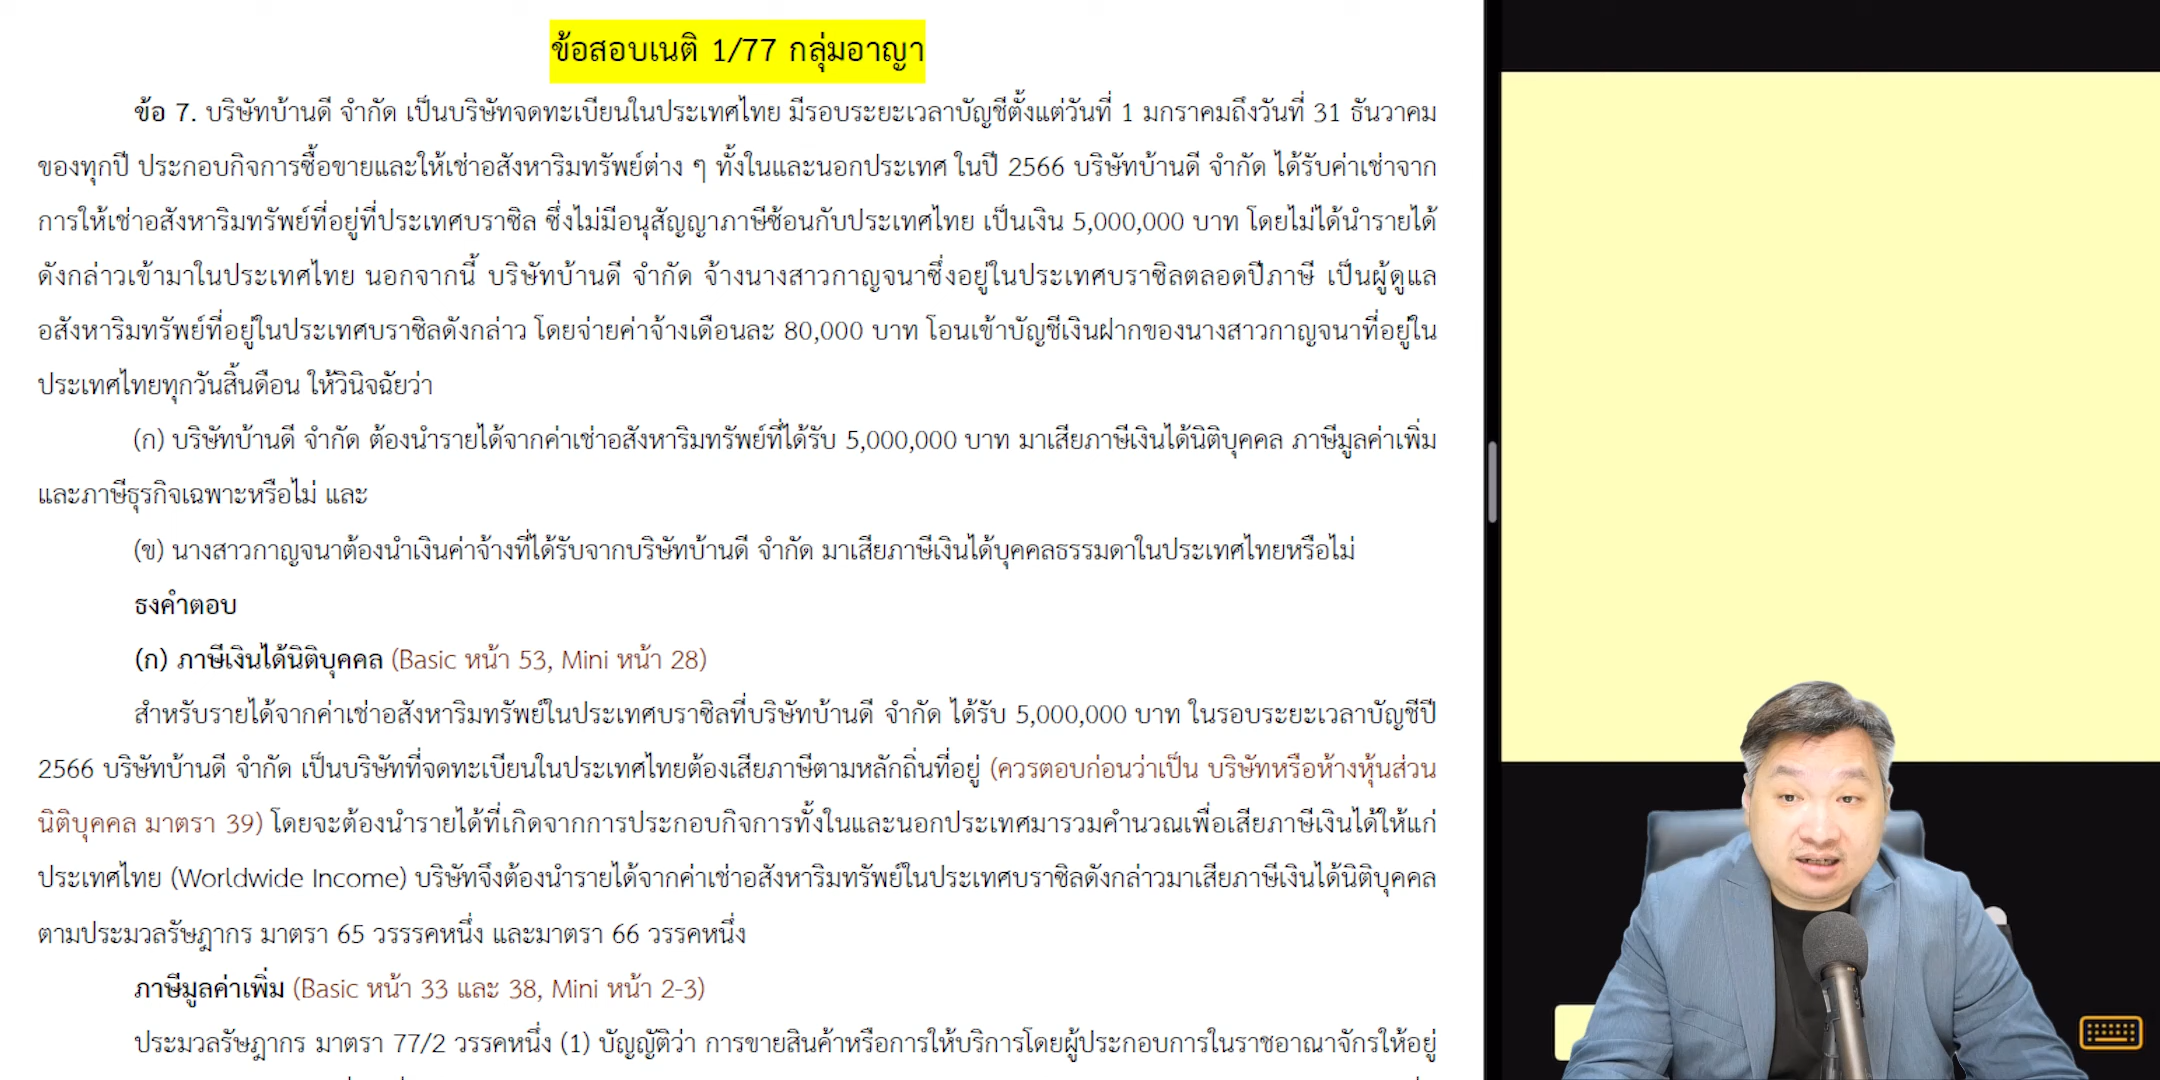 ข้อสอบเนติ 1/77 กลุ่มอาญา
ข้อ 7. บริษัทบ้านดี จำกัด เป็นบริษัทจดทะเบียนในประเทศไทย มีรอบระยะเวลาบัญชีตั้งแต่วันที่ 1 มกราคมถึงวันที่ 31 ธันวาคม
ของทุกปี ประกอบกิจการซื้อขายและให้เช่าอสังหาริมทรัพย์ต่าง ๆ ทั้งในและนอกประเทศ ในปี 2566 บริษัทบ้านดี จำกัด ได้รับค่าเช่าจาก
การให้เช่าอสังหาริมทรัพย์ที่อยู่ที่ประเทศบราซิล ซึ่งไม่มีอนุสัญญาภาษีซ้อนกับประเทศไทย เป็นเงิน 5,000,000 บาท โดยไม่ได้นำรายได้
ดังกล่าวเข้ามาในประเทศไทย นอกจากนี้ บริษัทบ้านดี จำกัด จ้างนางสาวกาญจนาซึ่งอยู่ในประเทศบราซิลตลอดปีภาษี เป็นผู้ดูแล
อสังหาริมทรัพย์ที่อยู่ในประเทศบราซิลดังกล่าว โดยจ่ายค่าจ้างเดือนละ 80,000 บาท โอนเข้าบัญชีเงินฝากของนางสาวกาญจนาที่อยู่ใน
ประเทศไทยทุกวันสิ้นเดือน ให้วินิจฉัยว่า
(ก) บริษัทบ้านดี จำกัด ต้องนำรายได้จากค่าเช่าอสังหาริมทรัพย์ที่ได้รับ 5,000,000 บาท มาเสียภาษีเงินได้นิติบุคคล ภาษีมูลค่าเพิ่ม
และภาษีธุรกิจเฉพาะหรือไม่ และ
(ข) นางสาวกาญจนาต้องนำเงินค่าจ้างที่ได้รับจากบริษัทบ้านดี จำกัด มาเสียภาษีเงินได้บุคคลธรรมดาในประเทศไทยหรือไม่
ธงคำตอบ
(ก) ภาษีเงินได้นิติบุคคล (Basic หน้า 53, Mini หน้า 28)
สำหรับรายได้จากค่าเช่าอสังหาริมทรัพย์ในประเทศบราซิลที่บริษัทบ้านดี จำกัด ได้รับ 5,000,000 บาท ในรอบระยะเวลาบัญชีปี
2566 บริษัทบ้านดี จำกัด เป็นบริษัทที่จดทะเบียนในประเทศไทยต้องเสียภาษีตามหลักถิ่นที่อยู่ (ควรตอบก่อนว่าเป็น บริษัทหรือห้างหุ้นส่วน
นิติบุคคล มาตรา 39) โดยจะต้องนำรายได้ที่เกิดจากการประกอบกิจการทั้งในและนอกประเทศมารวมคำนวณเพื่อเสียภาษีเงินได้ให้แก่
ประเทศไทย (Worldwide Income) บริษัทจึงต้องนำรายได้จากค่าเช่าอสังหาริมทรัพย์ในประเทศบราซิลดังกล่าวมาเสียภาษีเงินได้นิติบุคคล
ตามประมวลรัษฎากร มาตรา 65 วรรรคหนึ่ง และมาตรา 66 วรรคหนึ่ง
ภาษีมูลค่าเพิ่ม (Basic หน้า 33 และ 38, Mini หน้า 2-3)
ประมวลรัษฎากร มาตรา 77/2 วรรคหนึ่ง (1) บัญญัติว่า การขายสินค้าหรือการให้บริการโดยผู้ประกอบการในราชอาณาจักรให้อยู่